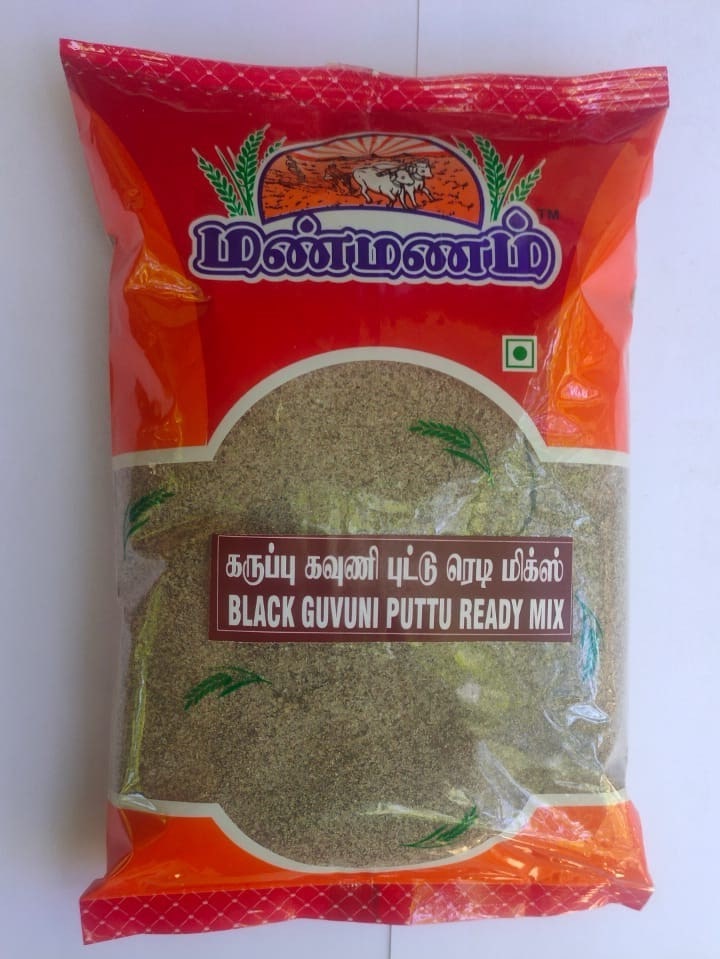 மண்மணம் TM
கருப்பு கவுணி புட்டு ரெடி மிக்ஸ்
BLACK GUVUNI PUTTU READY MIX